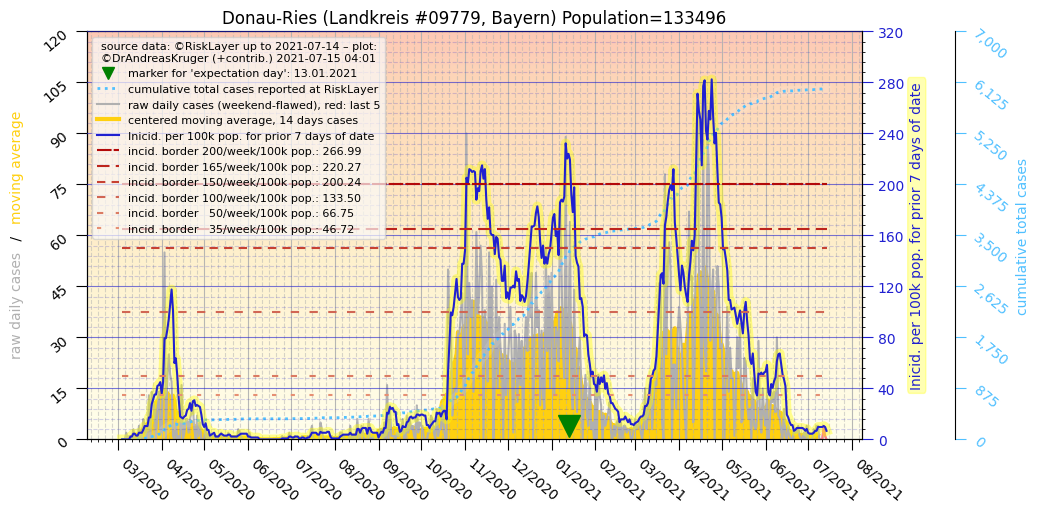 Donau-Ries (Landkreis #09779, Bayern) Population=133496
source data: ©RiskLayer up to 2021-07-14 – plot:
©DrAndreasKruger (+contrib.) 2021-07-15 04:01
marker for 'expectation day': 13.01.2021
cumulative total cases reported at RiskLayer
raw daily cases (weekend-flawed), red: last 5
centered moving average, 14 days cases
Inicid. per 100k pop. for prior 7 days of date
incid. border 200/week/100k pop.: 266.99
incid. border 165/week/100k pop.: 220.27
incid. border 150/week/100k pop.: 200.24
incid. border 100/week/100k pop.: 133.50
incid. border   50/week/100k pop.: 66.75
incid. border   35/week/100k pop.: 46.72
raw daily cases  /  moving average
120
105
90
75
60
45
30
15
0
03/2020
04/2020
05/2020
06/2020
07/2020
08/2020
09/2020
10/2020
11/2020
12/2020
01/2021
02/2021
03/2021
04/2021
05/2021
06/2021
07/2021
08/2021
320
280
240
200
160
120
80
40
0
Inicid. per 100k pop. for prior 7 days of date
7,000
6,125
5,250
4,375
3,500
2,625
1,750
875
0
cumulative total cases